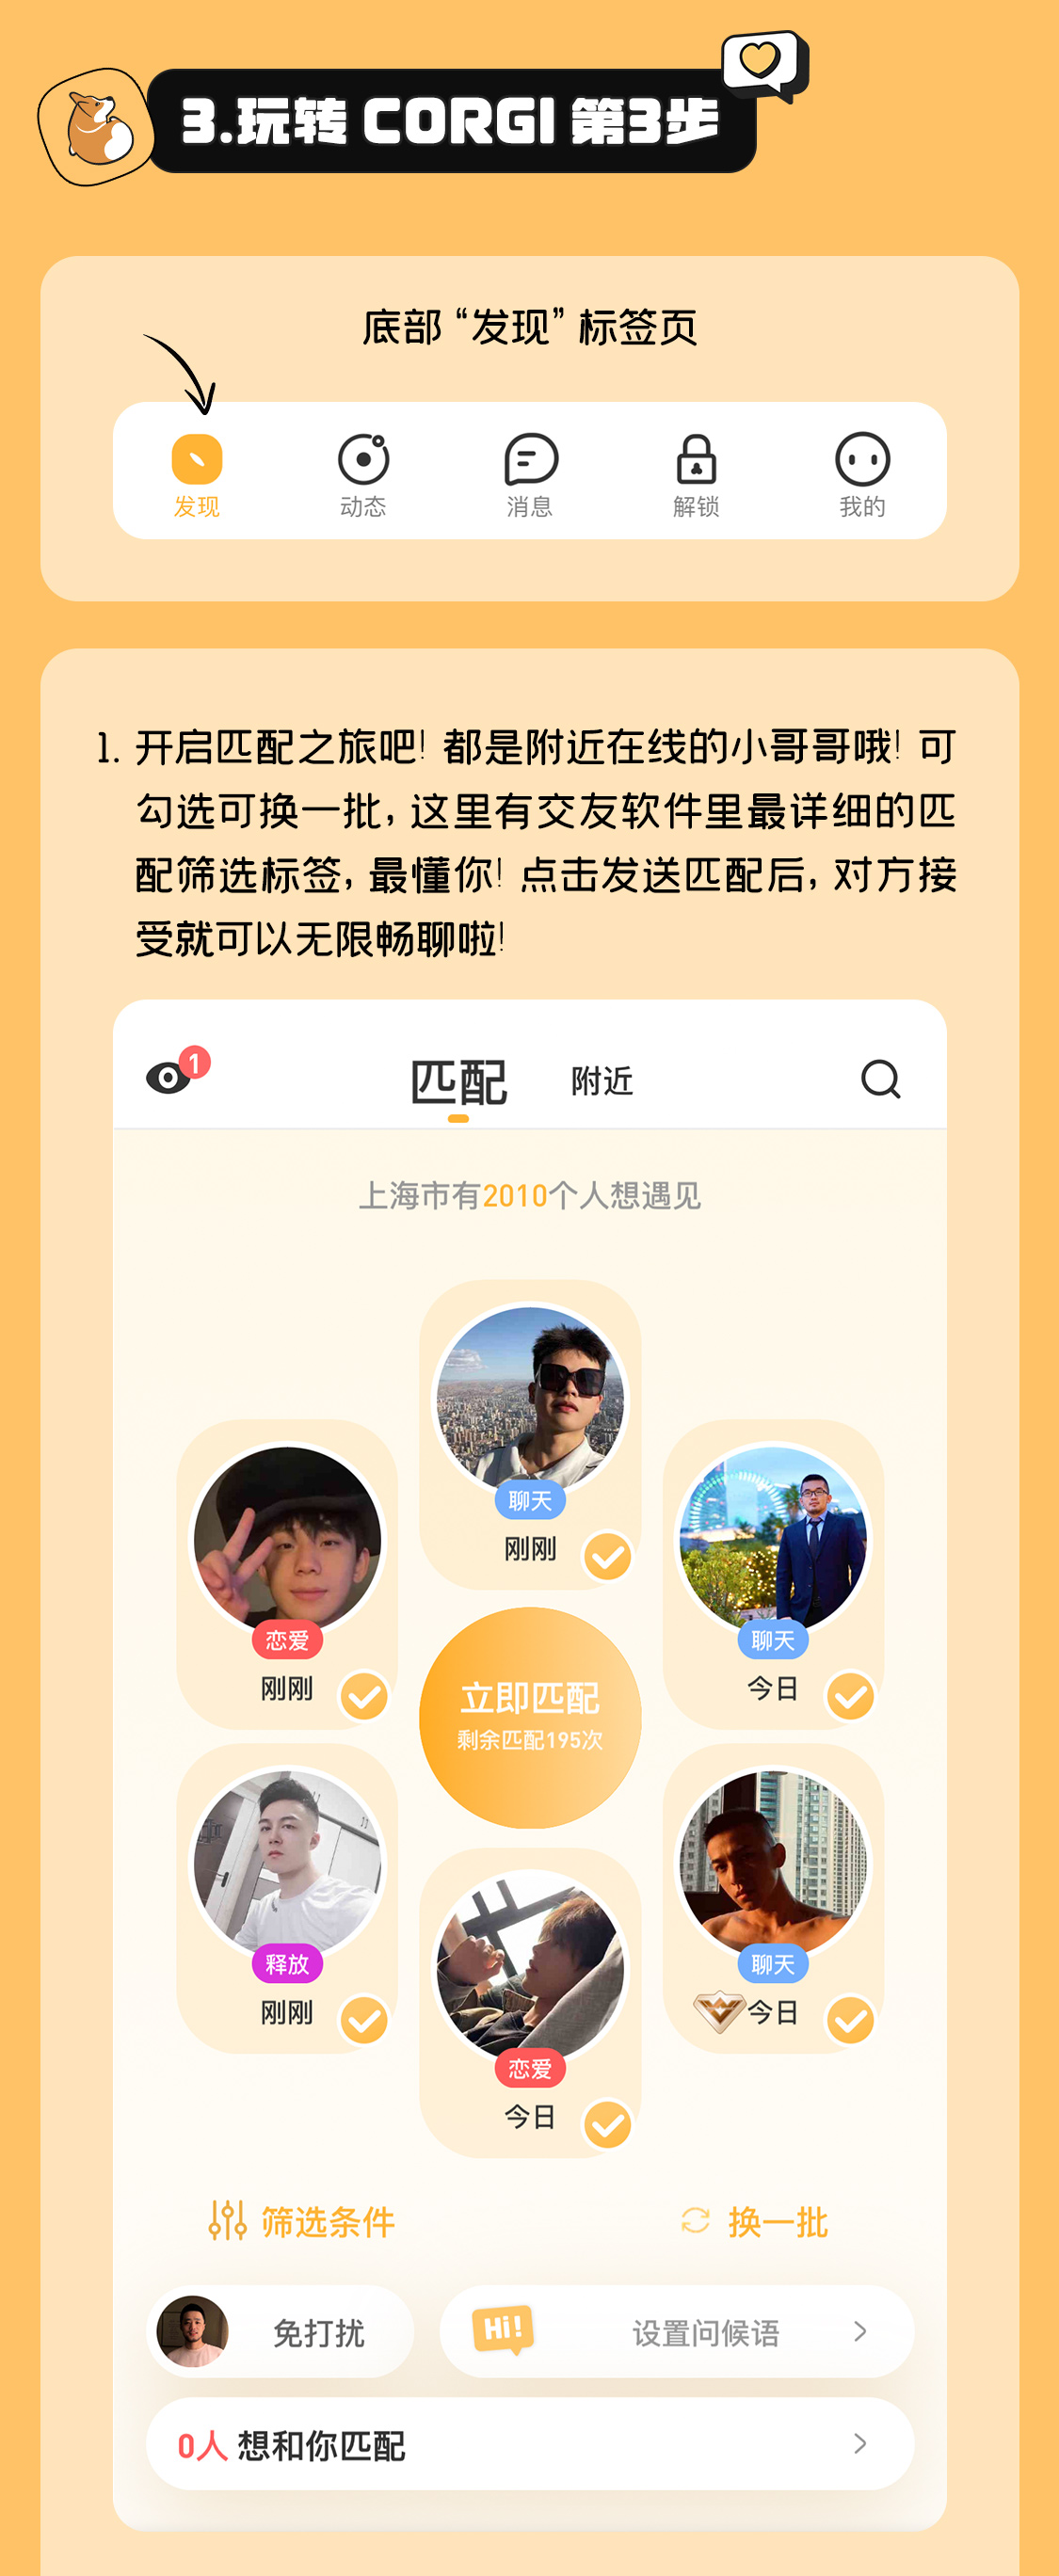 3.玩转 CORGI 第3步
底部“发现”标签页
发现 动态 消息 解锁 我的
1. 开启匹配之旅吧！都是附近在线的小哥哥哦！可
勾选可换一批，这里有交友软件里最详细的匹
配筛选标签，最懂你！点击发送匹配后，对方接
受就可以无限畅聊啦！
1
匹配 附近
上海市有2010个人想遇见
聊天
刚刚
恋爱
刚刚
聊天
今日
立即匹配
剩余匹配195次
释放
刚刚
聊天
今日
恋爱
今日
筛选条件 换一批
免打扰 Hi! 设置问候语
0人 想和你匹配